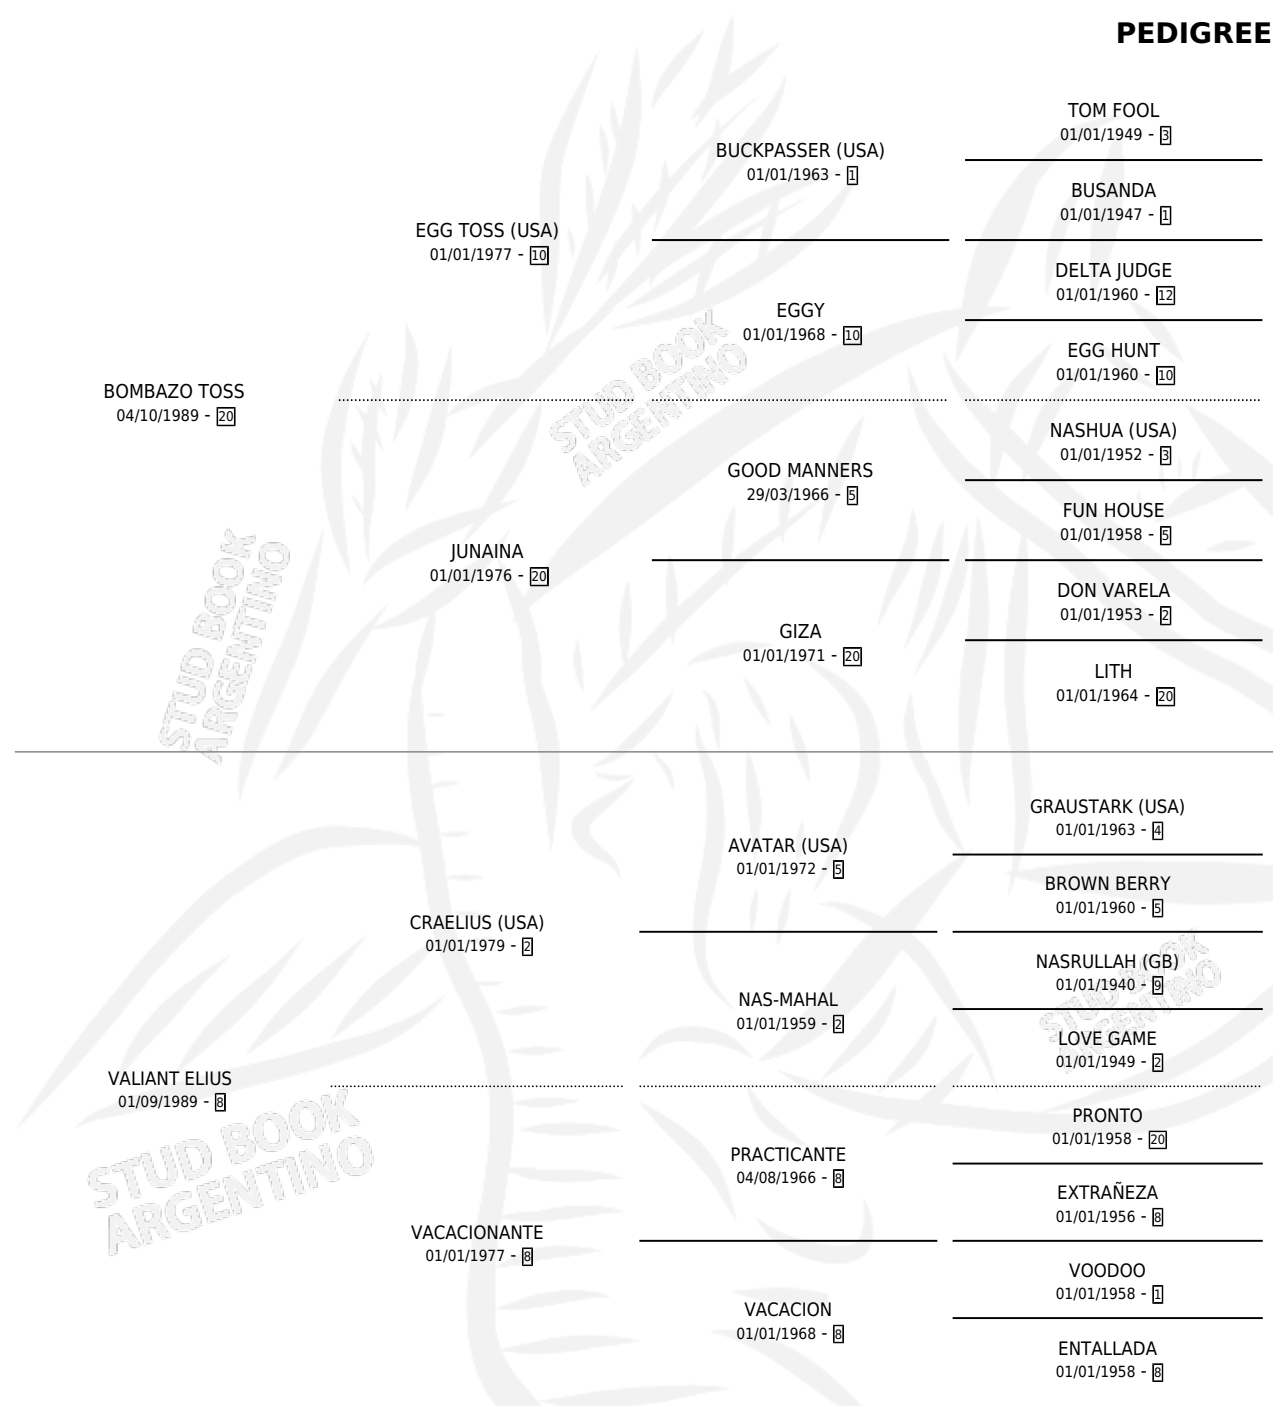 PEDIGREE
TOM FOOL
01/01/1949 - 3
BUCKPASSER (USA)
01/01/1963 - 1
BUSANDA
01/01/1947 - 1
EGG TOSS (USA)
01/01/1977 - 10
DELTA JUDGE
01/01/1960 - 12
EGGY
01/01/1968 - 10
EGG HUNT
01/01/1960 - 10
BOMBAZO TOSS
04/10/1989 - 20
NASHUA (USA)
01/01/1952 - 3
GOOD MANNERS
29/03/1966 - 5
FUN HOUSE
01/01/1958 - 5
JUNAINA
01/01/1976 - 20
DON VARELA
01/01/1953 - 2
GIZA
01/01/1971 - 20
LITH
01/01/1964 - 20
GRAUSTARK (USA)
01/01/1963 - 4
AVATAR (USA)
01/01/1972 - 5
BROWN BERRY
01/01/1960 - 5
CRAELIUS (USA)
01/01/1979 - 2
NASRULLAH (GB)
01/01/1940 - 9
NAS-MAHAL
01/01/1959 - 2
LOVE GAME
01/01/1949 - 2
VALIANT ELIUS
01/09/1989 - 8
PRONTO
01/01/1958 - 20
PRACTICANTE
04/08/1966 - 8
EXTRAÑEZA
01/01/1956 - 8
VACACIONANTE
01/01/1977 - 8
VOODOO
01/01/1958 - 1
VACACION
01/01/1968 - 8
ENTALLADA
01/01/1958 - 8
STUD BOOK
ARGENTINO
STUD BOOK
ARGENTINO
STUD BOOK
ARGENTINO
STUD BOOK
ARGENTINO